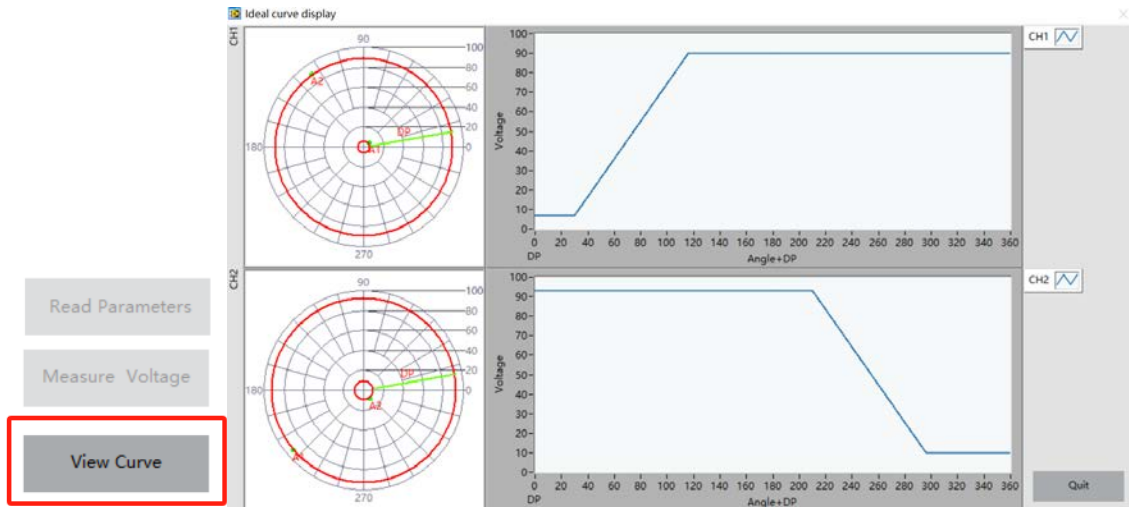 Ideal curve display
CH1
90
100
80
60
40
20
0
180
270
A2
DP
A1
Voltage
100
90
80
70
60
50
40
30
20
10
0
0 20 40 60 80 100 120 140 160 180 200 220 240 260 280 300 320 340 360
DP
Angle+DP
CH1
CH2
90
100
80
60
40
20
0
180
270
DP
A2
A1
Voltage
100
90
80
70
60
50
40
30
20
10
0
0 20 40 60 80 100 120 140 160 180 200 220 240 260 280 300 320 340 360
DP
Angle+DP
CH2
Quit
Read Parameters
Measure Voltage
View Curve